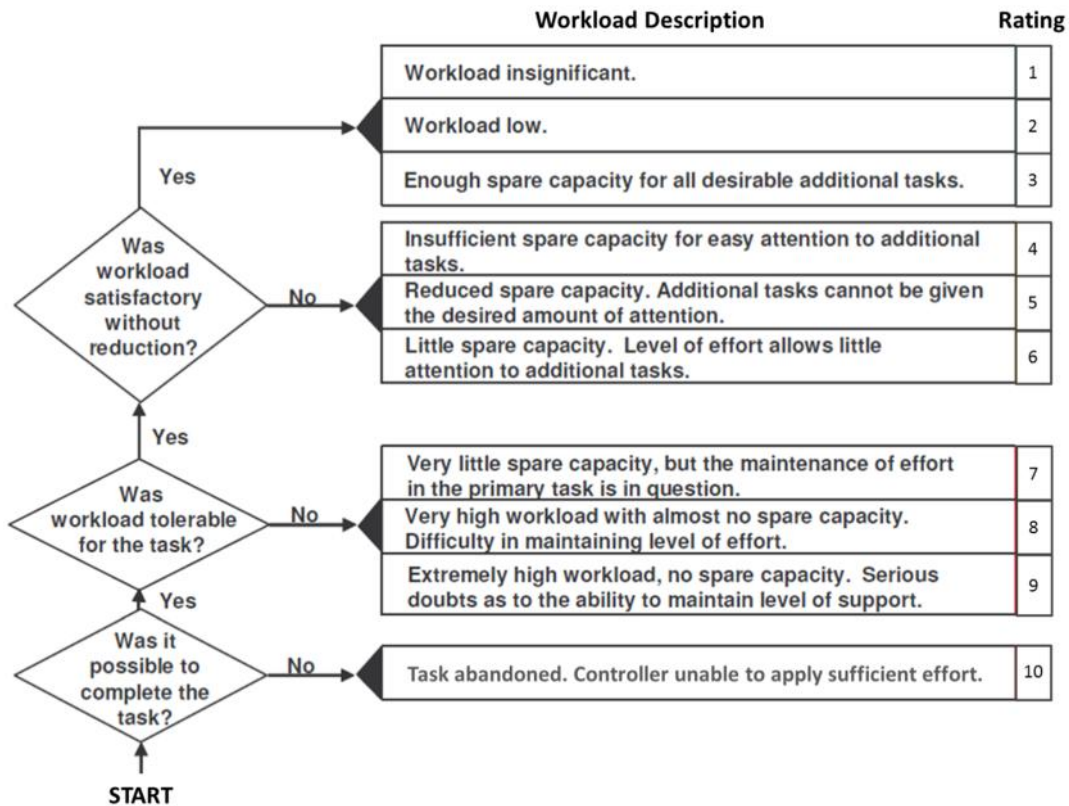 Workload Description Rating
Workload insignificant. 1
Workload low. 2
Enough spare capacity for all desirable additional tasks. 3
Yes
Was
workload
satisfactory
without
reduction?
No
Insufficient spare capacity for easy attention to additional
tasks. 4
Reduced spare capacity. Additional tasks cannot be given
the desired amount of attention. 5
Little spare capacity. Level of effort allows little
attention to additional tasks. 6
Yes
Was
workload tolerable
for the task?
No
Very little spare capacity, but the maintenance of effort
in the primary task is in question. 7
Very high workload with almost no spare capacity.
Difficulty in maintaining level of effort. 8
Extremely high workload, no spare capacity. Serious
doubts as to the ability to maintain level of support. 9
Yes
Was it
possible to
complete the
task?
No
Task abandoned. Controller unable to apply sufficient effort. 10
START